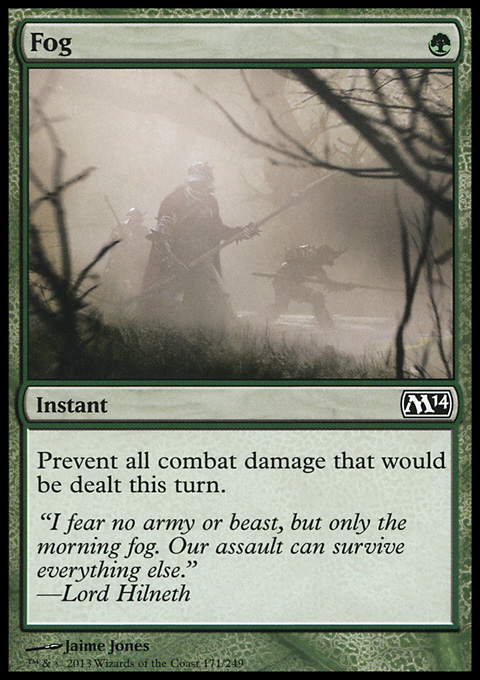 Fog
Instant
M14
Prevent all combat damage that would
be dealt this turn.
“I fear no army or beast, but only the
morning fog. Our assault can survive
everything else.”
—Lord Hilneth
Jaime Jones
™ & © 2013 Wizards of the Coast 171/249